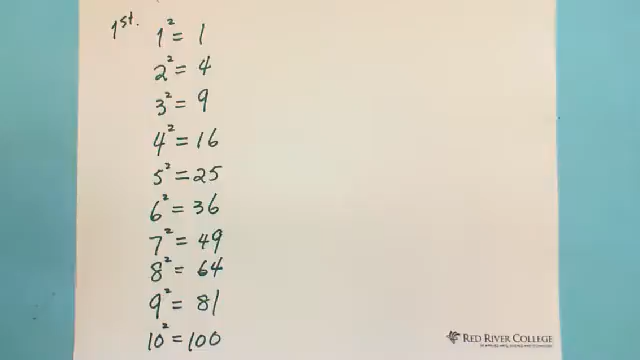 1st.
1² = 1
2² = 4
3² = 9
4² = 16
5² = 25
6² = 36
7² = 49
8² = 64
9² = 81
10² = 100
RED RIVER COLLEGE